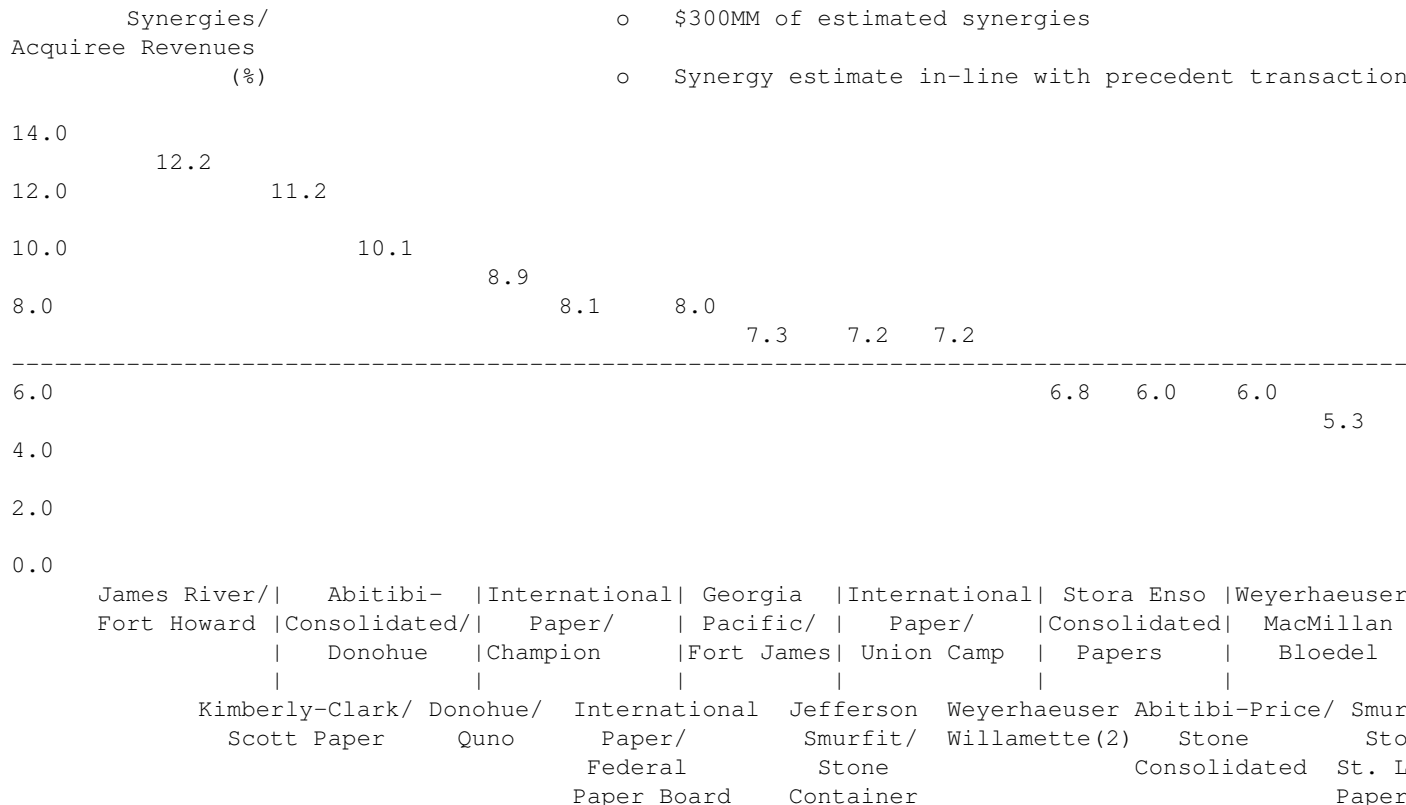 Synergies/ o $300MM of estimated synergies
Acquiree Revenues
(%) o Synergy estimate in-line with precedent transaction
14.0
12.2
12.0 11.2
10.0 10.1
8.9
8.0 8.1 8.0
7.3 7.2 7.2
6.0 6.8 6.0 6.0
5.3
4.0
2.0
0.0
James River/| Abitibi- |International| Georgia |International| Stora Enso |Weyerhaeuser
Fort Howard |Consolidated/| Paper/ | Pacific/ | Paper/ |Consolidated| MacMillan
| Donohue |Champion |Fort James| Union Camp | Papers | Bloedel
| | | | | |
Kimberly-Clark/ Donohue/ International Jefferson Weyerhaeuser Abitibi-Price/ Smur
Scott Paper Quno Paper/ Smurfit/ Willamette(2) Stone Sto
Federal Stone Consolidated St. L
Paper Board Container Paper